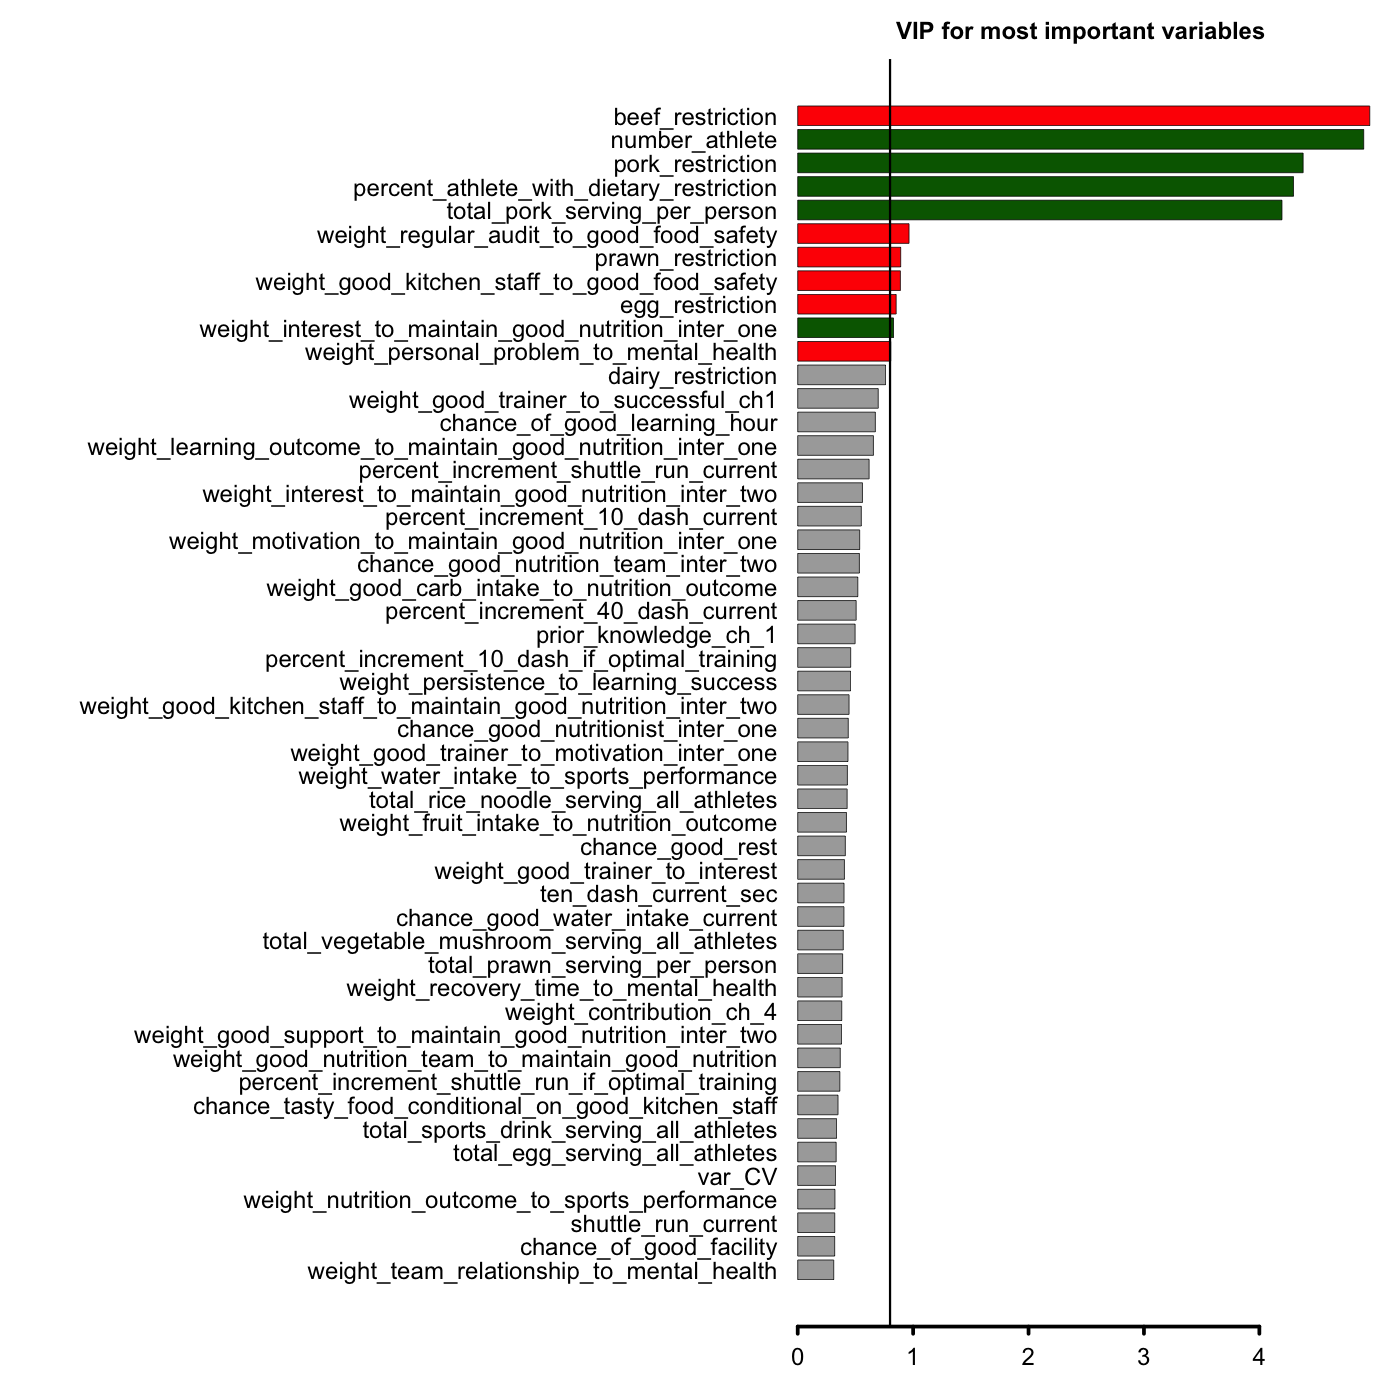 VIP for most important variables
beef_restriction
number_athlete
pork_restriction
percent_athlete_with_dietary_restriction
total_pork_serving_per_person
weight_regular_audit_to_good_food_safety
prawn_restriction
weight_good_kitchen_staff_to_good_food_safety
egg_restriction
weight_interest_to_maintain_good_nutrition_inter_one
weight_personal_problem_to_mental_health
dairy_restriction
weight_good_trainer_to_successful_ch1
chance_of_good_learning_hour
weight_learning_outcome_to_maintain_good_nutrition_inter_one
percent_increment_shuttle_run_current
weight_interest_to_maintain_good_nutrition_inter_two
percent_increment_10_dash_current
weight_motivation_to_maintain_good_nutrition_inter_one
chance_good_nutrition_team_inter_two
weight_good_carb_intake_to_nutrition_outcome
percent_increment_40_dash_current
prior_knowledge_ch_1
percent_increment_10_dash_if_optimal_training
weight_persistence_to_learning_success
weight_good_kitchen_staff_to_maintain_good_nutrition_inter_two
chance_good_nutritionist_inter_one
weight_good_trainer_to_motivation_inter_one
weight_water_intake_to_sports_performance
total_rice_noodle_serving_all_athletes
weight_fruit_intake_to_nutrition_outcome
chance_good_rest
weight_good_trainer_to_interest
ten_dash_current_sec
chance_good_water_intake_current
total_vegetable_mushroom_serving_all_athletes
total_prawn_serving_per_person
weight_recovery_time_to_mental_health
weight_contribution_ch_4
weight_good_support_to_maintain_good_nutrition_inter_two
weight_good_nutrition_team_to_maintain_good_nutrition
percent_increment_shuttle_run_if_optimal_training
chance_tasty_food_conditional_on_good_kitchen_staff
total_sports_drink_serving_all_athletes
total_egg_serving_all_athletes
var_CV
weight_nutrition_outcome_to_sports_performance
shuttle_run_current
chance_of_good_facility
weight_team_relationship_to_mental_health
0 1 2 3 4